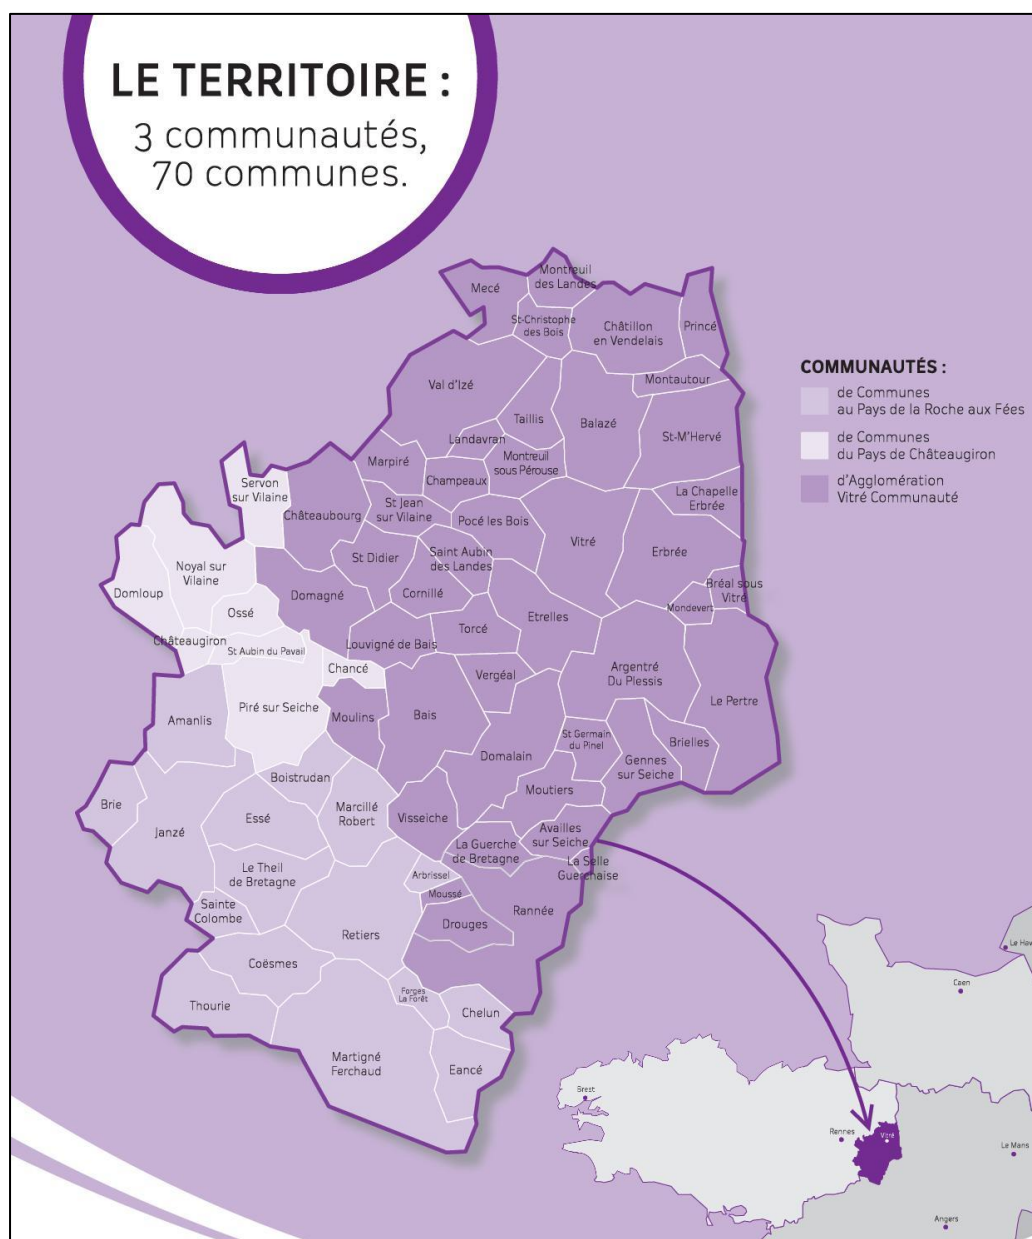 LE TERRITOIRE :
3 communautés,
70 communes.
Montreuil
des Landes
Mecé
St-Christophe
des Bois
Châtillon
en Vendelais
Princé
COMMUNAUTÉS :
de Communes
au Pays de la Roche aux Fées
de Communes
du Pays de Châteaugiron
d'Agglomération
Vitré Communauté
Val d'Izé
Montautour
Taillis
Balazé
Landavran
St-M'Hervé
Marpiré
Montreuil
sous Pérouse
Servon
sur Vilaine
Champeaux
La Chapelle
Erbrée
Châteaubourg
St Jean
sur Vilaine
Pocé les Bois
Vitré
Erbrée
St Didier
Saint Aubin
des Landes
Noyal sur
Vilaine
Domloup
Domagné
Cornillé
Bréal sous
Vitré
Mondevert
Ossé
Etrelles
Torcé
Châteaugiron
St Aubin du Pavail
Louvigné de Bais
Chancé
Vergéal
Argentré
Du Plessis
Le Pertre
Amanlis
Piré sur Seiche
Moulins
Bais
St Germain
du Pinel
Brielles
Domalain
Gennes
sur Seiche
Boistrudan
Moutiers
Brie
Janzé
Essé
Marcillé
Robert
Visseiche
Availles
sur Seiche
La Guerche
de Bretagne
La Selle
Guerchaise
Le Theil
de Bretagne
Arbrissel
Moussé
Sainte
Colombe
Rannée
Drouges
Retiers
Coësmes
Forges
La Forêt
Thourie
Chelun
Martigné
Ferchaud
Eancé
Le Hav
Caen
Brest
Rennes
Vitré
Le Mans
Angers